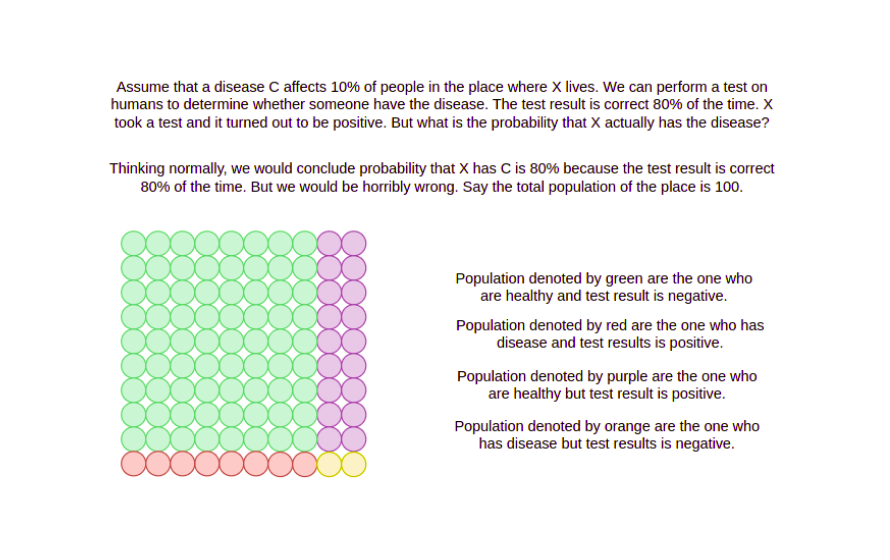 Assume that a disease C affects 10% of people in the place where X lives. We can perform a test on
humans to determine whether someone have the disease. The test result is correct 80% of the time. X
took a test and it turned out to be positive. But what is the probability that X actually has the disease?
Thinking normally, we would conclude probability that X has C is 80% because the test result is correct
80% of the time. But we would be horribly wrong. Say the total population of the place is 100.
Population denoted by green are the one who
are healthy and test result is negative.
Population denoted by red are the one who has
disease and test results is positive.
Population denoted by purple are the one who
are healthy but test result is positive.
Population denoted by orange are the one who
has disease but test results is negative.